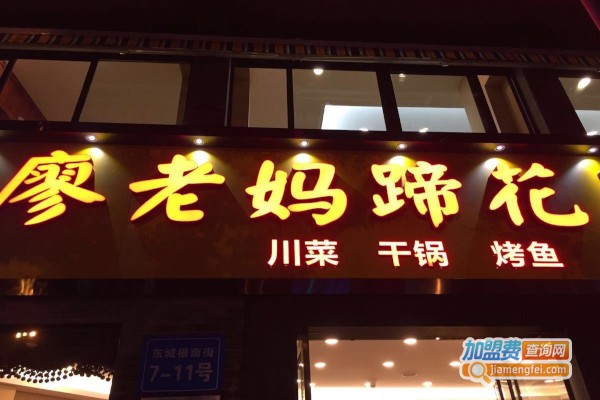 廖老妈蹄花
川菜 干锅 烤鱼
东城根南街
7-11号
加盟费查询网
jiamengfei.com